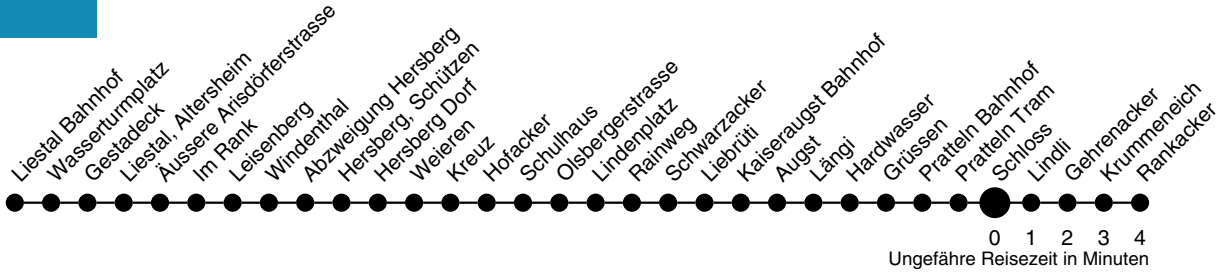 Liestal Bahnhof
Wasserturmplatz
Gestadeck
Liestal, Altersheim
Äussere Arisdörferstrasse
Im Rank
Leisenberg
Windenthal
Abzweigung Hersberg
Hersberg, Schützen
Hersberg Dorf
Weieren
Kreuz
Hofacker
Schulhaus
Olsbergerstrasse
Lindenplatz
Rainweg
Schwarzacker
Liebrüti
Kaiseraugst Bahnhof
Augst
Längi
Hardwasser
Grüssen
Pratteln Bahnhof
Pratteln Tram
Schloss
Lindli
Gehrenacker
Krummeneich
Rankacker
0 1 2 3 4
Ungefähre Reisezeit in Minuten